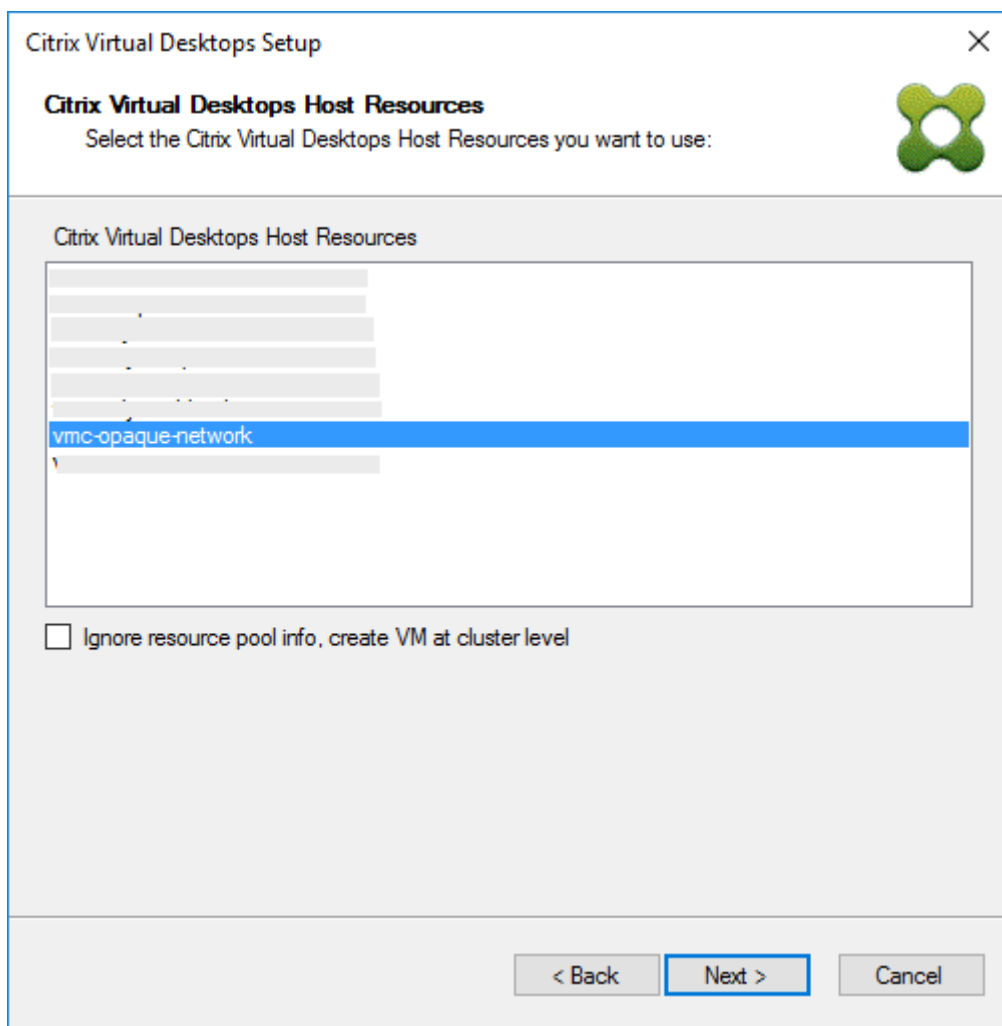 Citrix Virtual Desktops Setup
Citrix Virtual Desktops Host Resources
Select the Citrix Virtual Desktops Host Resources you want to use:
Citrix Virtual Desktops Host Resources
vmc-opaque-network
Ignore resource pool info, create VM at cluster level
< Back
Next >
Cancel